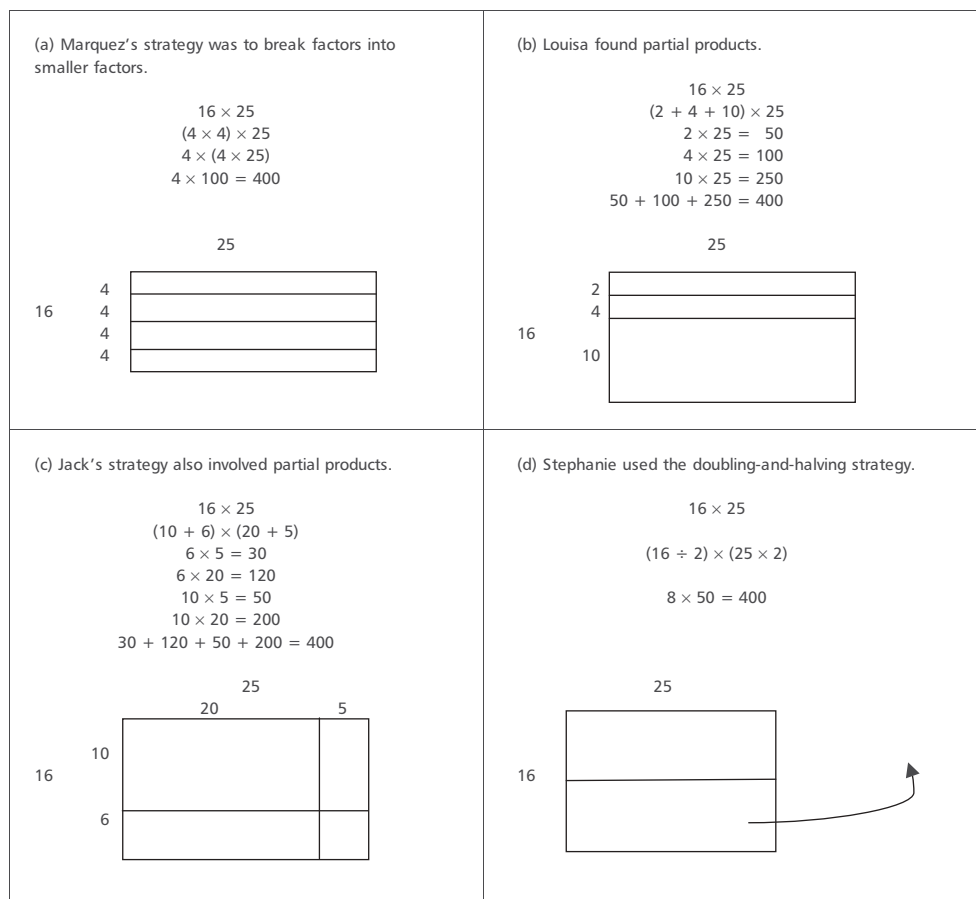 (a) Marquez's strategy was to break factors into
smaller factors.
16 × 25
(4 × 4) × 25
4 × (4 × 25)
4 × 100 = 400
25
4
16 4
4
4
(b) Louisa found partial products.
16 × 25
(2 + 4 + 10) × 25
2 × 25 = 50
4 × 25 = 100
10 × 25 = 250
50 + 100 + 250 = 400
25
2
4
16
10
(c) Jack's strategy also involved partial products.
16 × 25
(10 + 6) × (20 + 5)
6 × 5 = 30
6 × 20 = 120
10 × 5 = 50
10 × 20 = 200
30 + 120 + 50 + 200 = 400
25
20 5
10
16
6
(d) Stephanie used the doubling-and-halving strategy.
16 × 25
(16 ÷ 2) × (25 × 2)
8 × 50 = 400
25
16